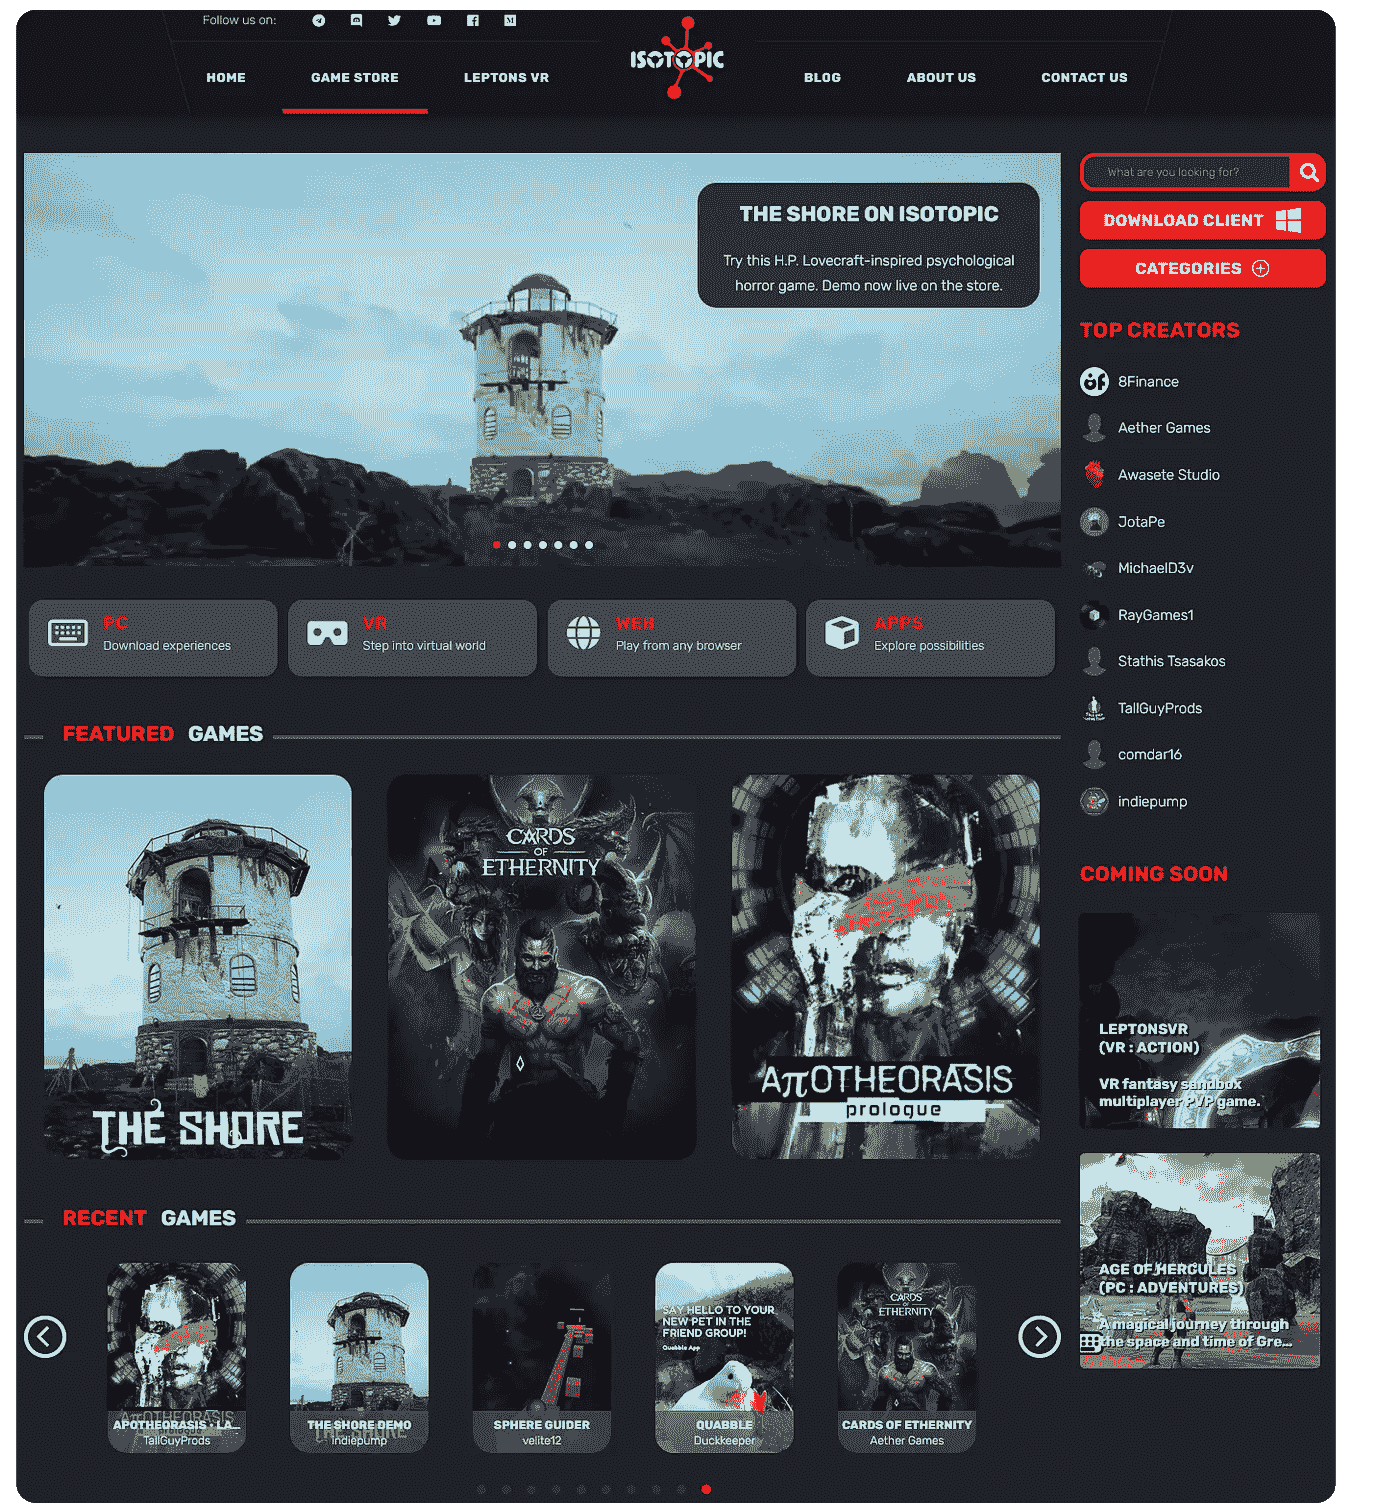 Follow us on:
ISOTOPIC
HOME
GAME STORE
LEPTONS VR
BLOG
ABOUT US
CONTACT US
THE SHORE ON ISOTOPIC
Try this H.P. Lovecraft-inspired psychological
horror game. Demo now live on the store.
What are you looking for?
DOWNLOAD CLIENT
CATEGORIES
TOP CREATORS
8Finance
Aether Games
Awasete Studio
JotaPe
MichaelD3v
RayGames1
Stathis Tsasakos
TallGuyProds
comdar16
indiepump
PC
Download experiences
VR
Step into virtual world
WEB
Play from any browser
APPS
Explore possibilities
FEATURED GAMES
THE SHORE
CARDS
OF
ETHERNITY
AπOTHEORASIS
prologue
COMING SOON
LEPTONSVR
(VR : ACTION)
VR fantasy sandbox
multiplayer PVP game.
AGE OF HERCULES
(PC : ADVENTURES)
A magical journey through
the space and time of Gre...
RECENT GAMES
APOTHEORASIS : LA...
TallGuyProds
THE SHORE DEMO
Indiepump
SPHERE GUIDER
velite12
SAY HELLO TO YOUR
NEW PET IN THE
FRIEND GROUP!
Quabble App
QUABBLE
Duckkeeper
CARDS
OF
ETHERNITY
CARDS OF ETHERNITY
Aether Games